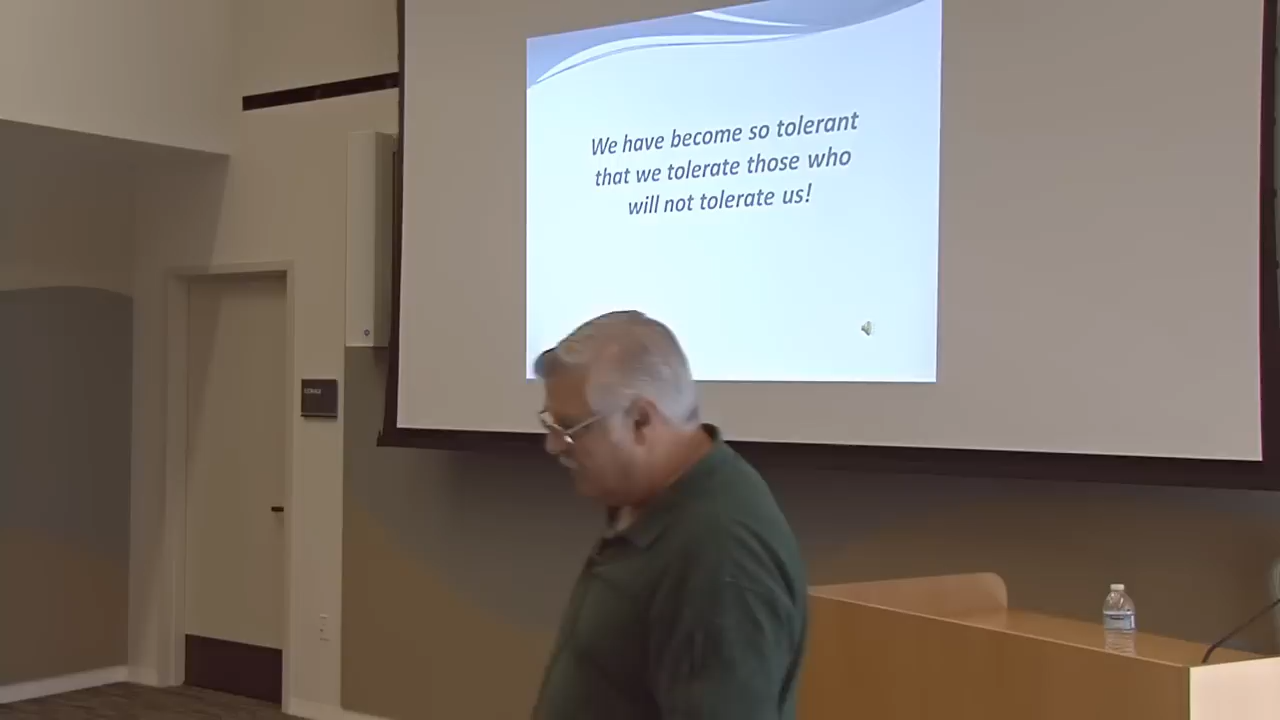 We have become so tolerant
that we tolerate those who
will not tolerate us!